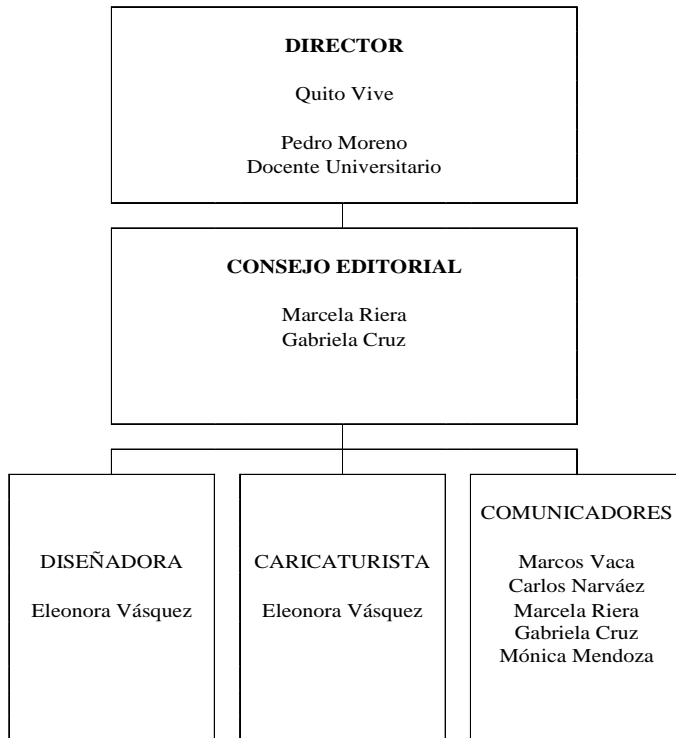 DIRECTOR
Quito Vive
Pedro Moreno
Docente Universitario
CONSEJO EDITORIAL
Marcela Riera
Gabriela Cruz
DISEÑADORA
Eleonora Vásquez
CARICATURISTA
Eleonora Vásquez
COMUNICADORES
Marcos Vaca
Carlos Narváez
Marcela Riera
Gabriela Cruz
Mónica Mendoza